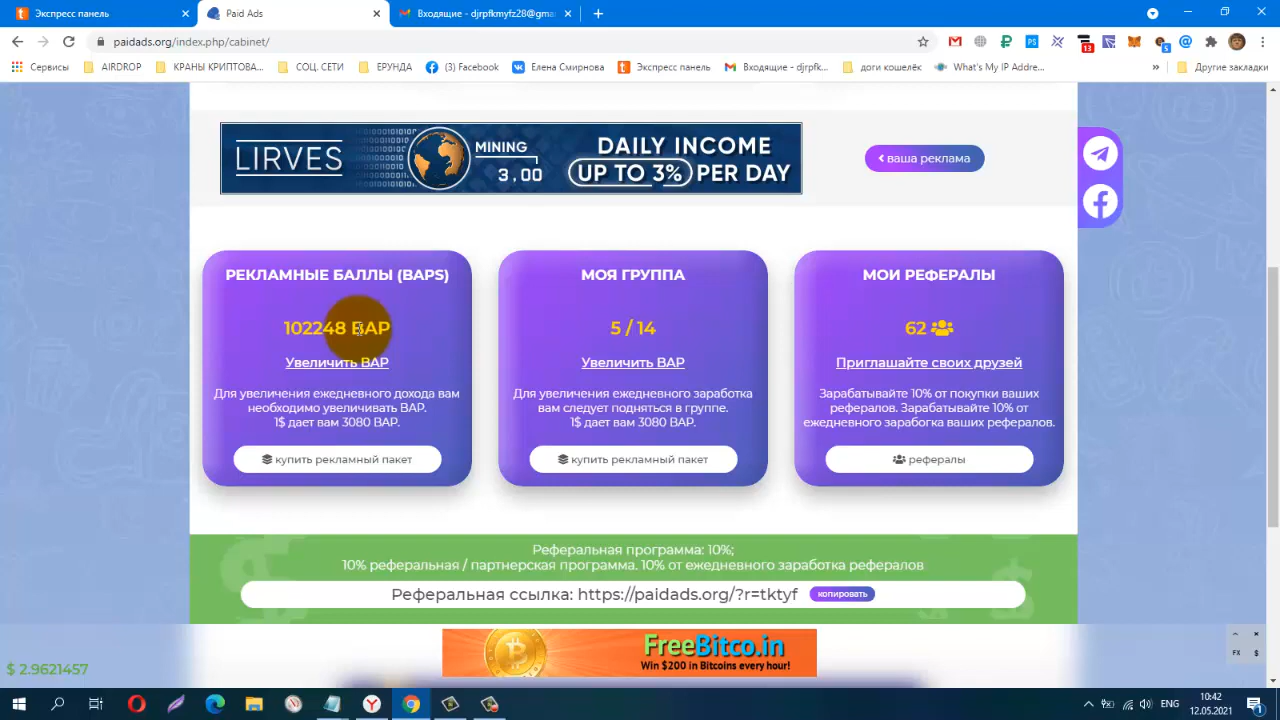 Экспресс панель
Paid Ads
Входящие - djrpfkmyfz28@gma
paidads.org/index.php/cabinet/
13
5
Сервисы
AIRDROP
КРАНЫ КРИПТОВА...
СОЦ. СЕТИ
ЕРУНДА
(3) Facebook
Елена Смирнова
Экспресс панель
Входящие - djrpfk...
доги кошелёк
What's My IP Addre...
»
Другие закладки
LIRVES
MINING
3.00
DAILY INCOME
UP TO 3% PER DAY
ваша реклама
РЕКЛАМНЫЕ БАЛЛЫ (BAPS)
102248 BAP
Увеличить BAP
Для увеличения ежедневного дохода вам
необходимо увеличивать BAP.
1$ дает вам 3080 BAP.
купить рекламный пакет
МОЯ ГРУППА
5 / 14
Увеличить BAP
Для увеличения ежедневного заработка
вам следует подняться в группе.
1$ дает вам 3080 BAP.
купить рекламный пакет
МОИ РЕФЕРАЛЫ
62
Приглашайте своих друзей
Зарабатывайте 10% от покупки ваших
рефералов. Зарабатывайте 10% от
ежедневного заработка ваших рефералов.
рефералы
Реферальная программа: 10%;
10% реферальная / партнерская программа. 10% от ежедневного заработка рефералов
Реферальная ссылка: https://paidads.org/?r=tktyf
копировать
FreeBitco.in
Win $200 in Bitcoins every hour!
FX
$
$ 2.9621457
ENG
10:42
12.05.2021
1